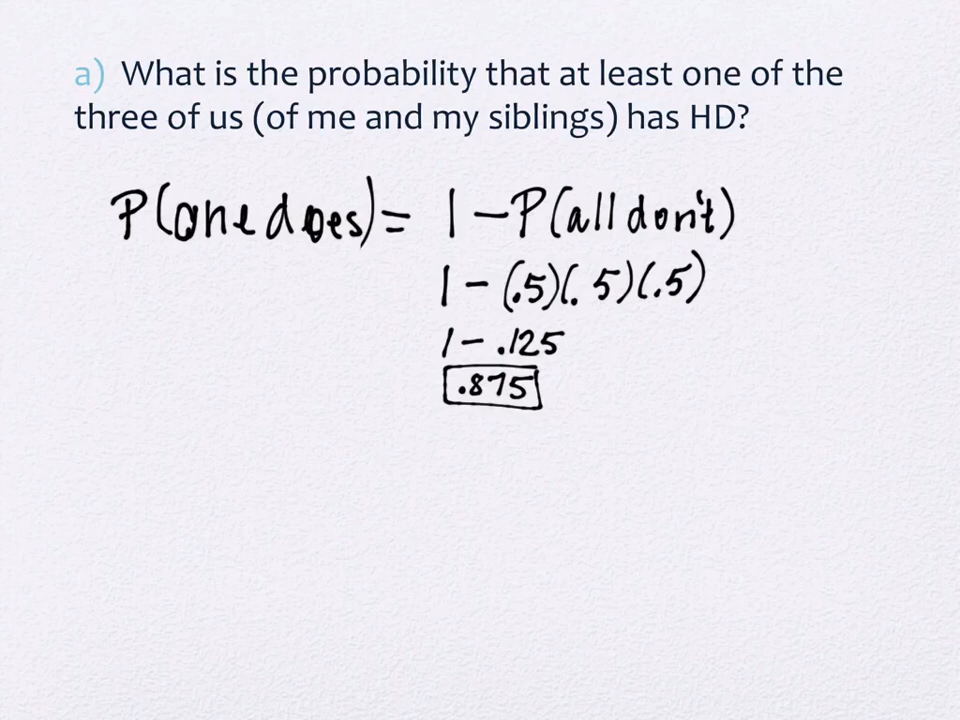 a) What is the probability that at least one of the
three of us (of me and my siblings) has HD?
P(one does) = 1 - P(all don't)
1 - (.5)(.5)(.5)
1 - .125
.875